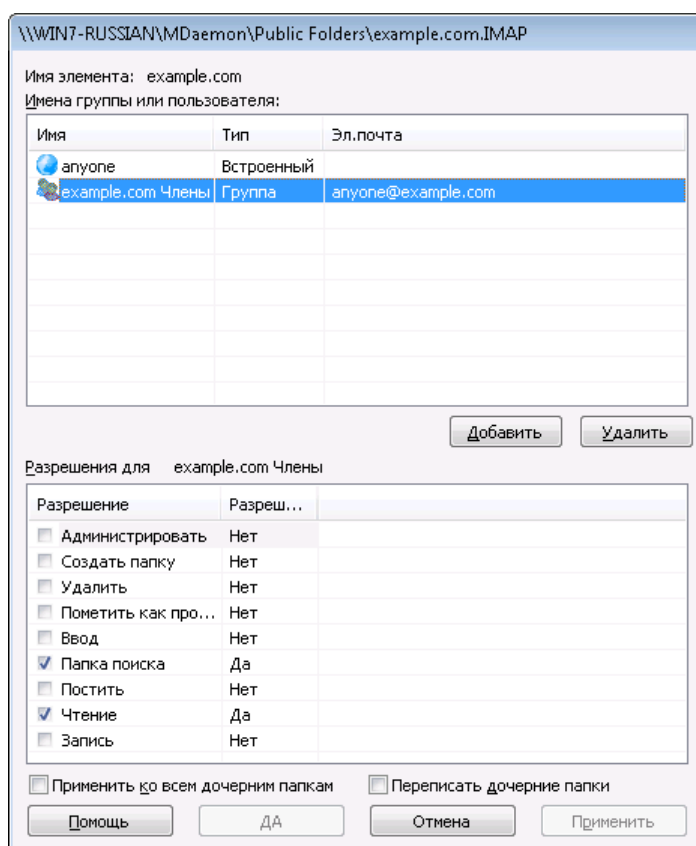 \\WIN7-RUSSIAN\MDaemon\Public Folders\example.com.IMAP
Имя элемента: example.com
Имена группы или пользователя:
Имя Тип Эл.почта
anyone Встроенный
example.com Члены Группа anyone@example.com
Добавить Удалить
Разрешения для example.com Члены
Разрешение Разреш...
Администрировать Нет
Создать папку Нет
Удалить Нет
Пометить как про... Нет
Ввод Нет
Папка поиска Да
Постить Нет
Чтение Да
Запись Нет
Применить ко всем дочерним папкам Переписать дочерние папки
Помощь ДА Отмена Применить